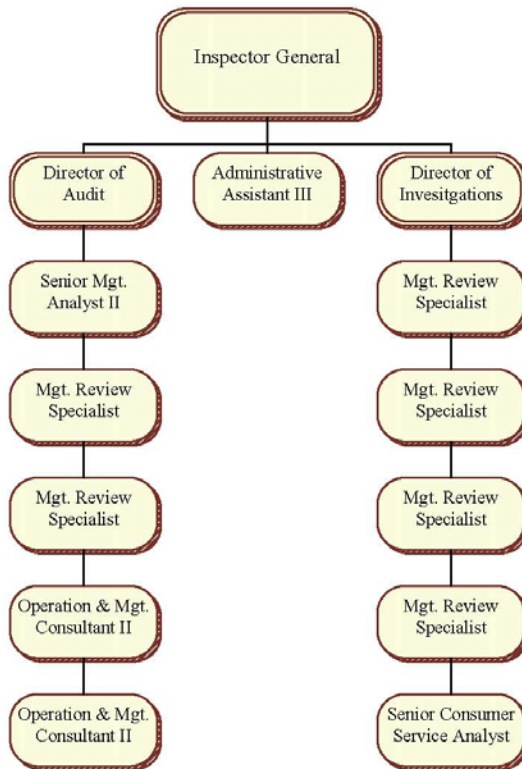 Inspector General
Director of
Audit
Administrative
Assistant III
Director of
Invesitgations
Senior Mgt.
Analyst II
Mgt. Review
Specialist
Mgt. Review
Specialist
Mgt. Review
Specialist
Mgt. Review
Specialist
Mgt. Review
Specialist
Operation & Mgt.
Consultant II
Mgt. Review
Specialist
Operation & Mgt.
Consultant II
Senior Consumer
Service Analyst